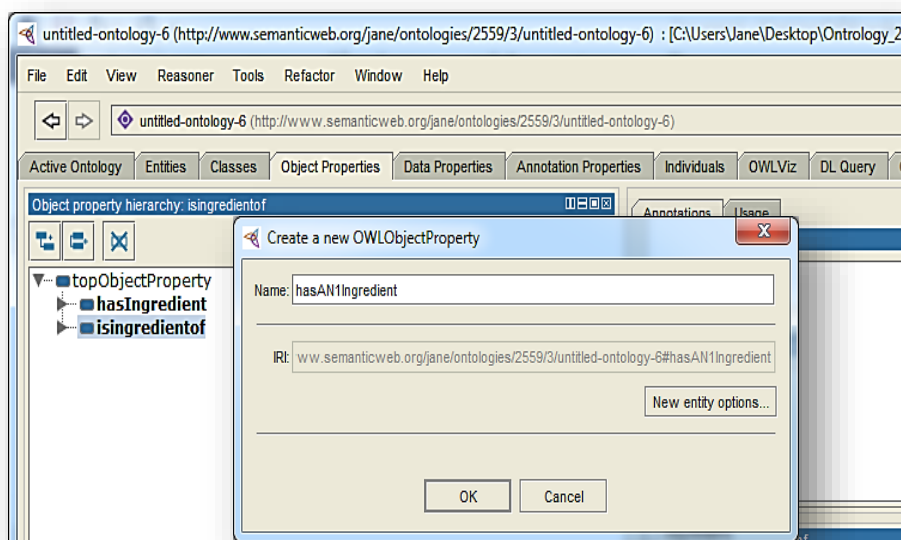 untitled-ontology-6 (http://www.semanticweb.org/jane/ontologies/2559/3/untitled-ontology-6) : [C:\Users\Jane\Desktop\Ontrology_2
File Edit View Reasoner Tools Refactor Window Help
untitled-ontology-6 (http://www.semanticweb.org/jane/ontologies/2559/3/untitled-ontology-6)
Active Ontology Entities Classes Object Properties Data Properties Annotation Properties Individuals OWLViz DL Query
Object property hierarchy: isingredientof
Annotations Usage
Create a new OWLObjectProperty
topObjectProperty
hasIngredient
isingredientof
Name: hasAN1Ingredient
IRI: ww.semanticweb.org/jane/ontologies/2559/3/untitled-ontology-6#hasAN1Ingredient
New entity options...
OK Cancel